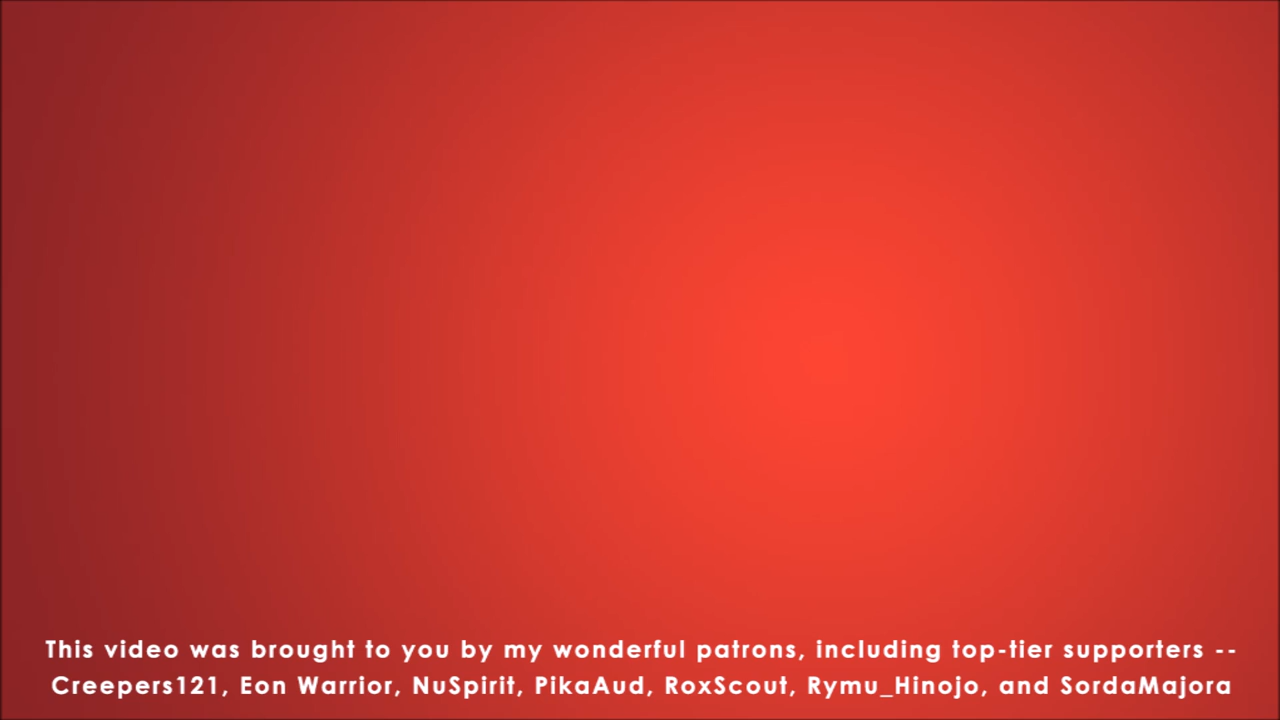 This video was brought to you by my wonderful patrons, including top-tier supporters --
Creepers121, Eon Warrior, NuSpirit, PikaAud, RoxScout, Rymu_Hinojo, and SordaMajora